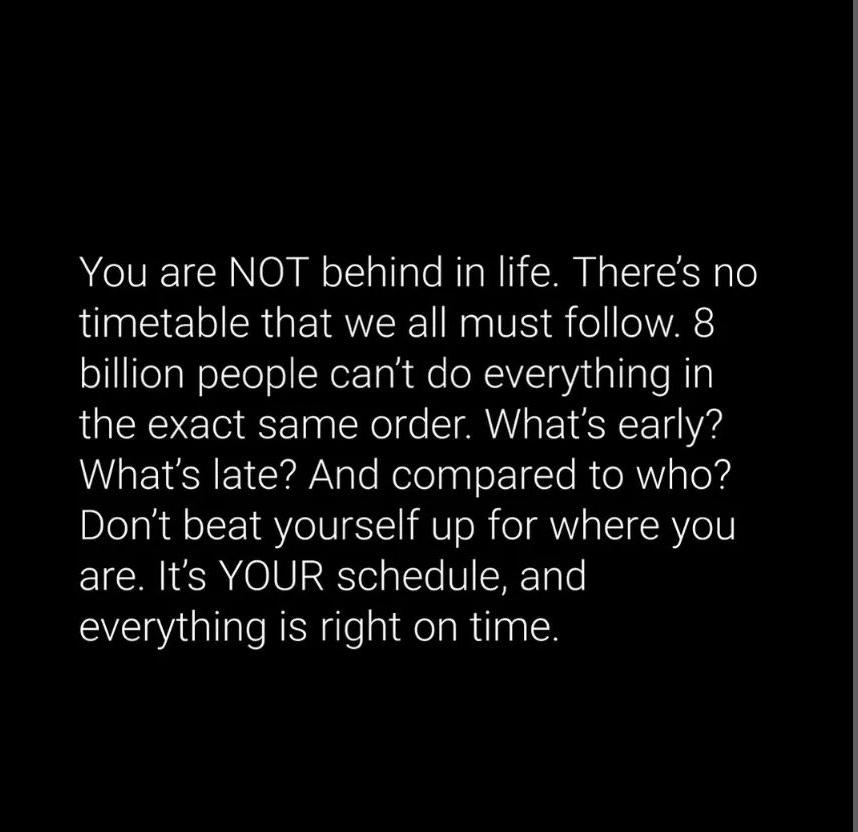 You are NOT behind in life. There’s no
timetable that we all must follow. 8
billion people can’t do everything in
the exact same order. What’s early?
What’s late? And compared to who?
Don’t beat yourself up for where you
are. It’s YOUR schedule, and
everything is right on time.